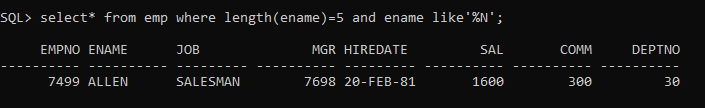 SQL> select* from emp where length(ename)=5 and ename like'%N';
EMPNO ENAME JOB MGR HIREDATE SAL COMM DEPTNO
---------- ---------- --------- ---------- --------- ---------- ---------- ----------
7499 ALLEN SALESMAN 7698 20-FEB-81 1600 300 30